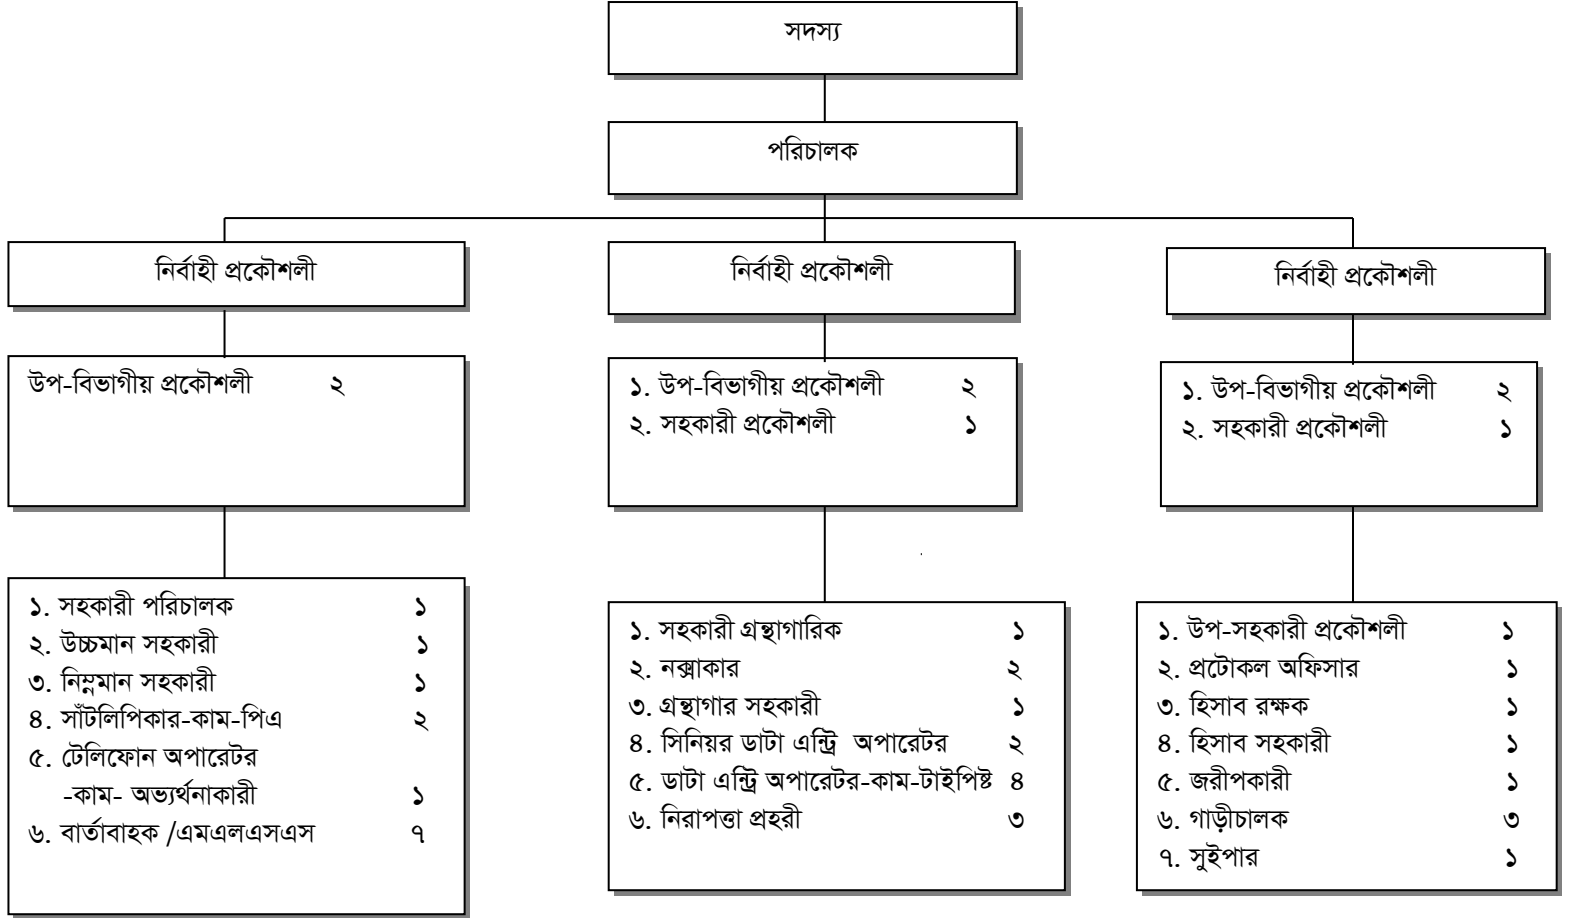 সদস্য
পরিচালক
নির্বাহী প্রকৌশলী
নির্বাহী প্রকৌশলী
নির্বাহী প্রকৌশলী
উপ-বিভাগীয় প্রকৌশলী ২
১. উপ-বিভাগীয় প্রকৌশলী ২
২. সহকারী প্রকৌশলী ১
১. উপ-বিভাগীয় প্রকৌশলী ২
২. সহকারী প্রকৌশলী ১
১. সহকারী পরিচালক ১
২. উচ্চমান সহকারী ১
৩. নিম্নমান সহকারী ১
৪. সাঁটলিপিকার-কাম-পিএ ২
৫. টেলিফোন অপারেটর
-কাম- অভ্যর্থনাকারী ১
৬. বার্তাবাহক /এমএলএসএস ৭
১. সহকারী গ্রন্থাগারিক ১
২. নক্সাকার ২
৩. গ্রন্থাগার সহকারী ১
৪. সিনিয়র ডাটা এন্ট্রি অপারেটর ২
৫. ডাটা এন্ট্রি অপারেটর-কাম-টাইপিষ্ট ৪
৬. নিরাপত্তা প্রহরী ৩
১. উপ-সহকারী প্রকৌশলী ১
২. প্রটোকল অফিসার ১
৩. হিসাব রক্ষক ১
৪. হিসাব সহকারী ১
৫. জরীপকারী ১
৬. গাড়ীচালক ৩
৭. সুইপার ১